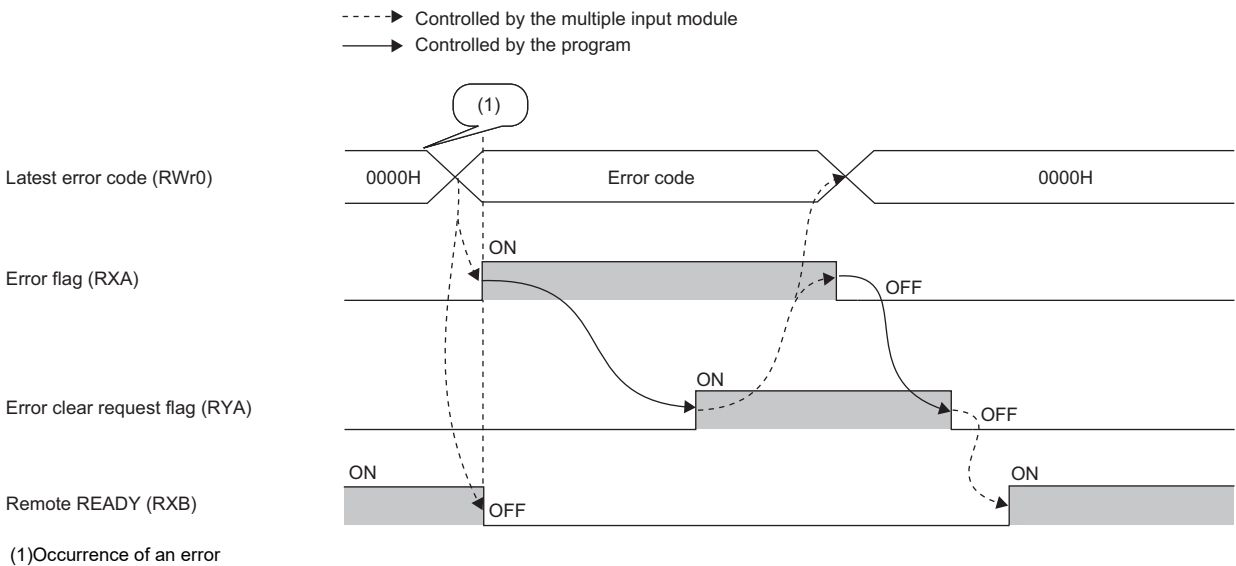 Controlled by the multiple input module
Controlled by the program
(1)
Latest error code (RWr0)
0000H
Error code
0000H
ON
Error flag (RXA)
OFF
ON
Error clear request flag (RYA)
OFF
ON
ON
Remote READY (RXB)
OFF
(1)Occurrence of an error